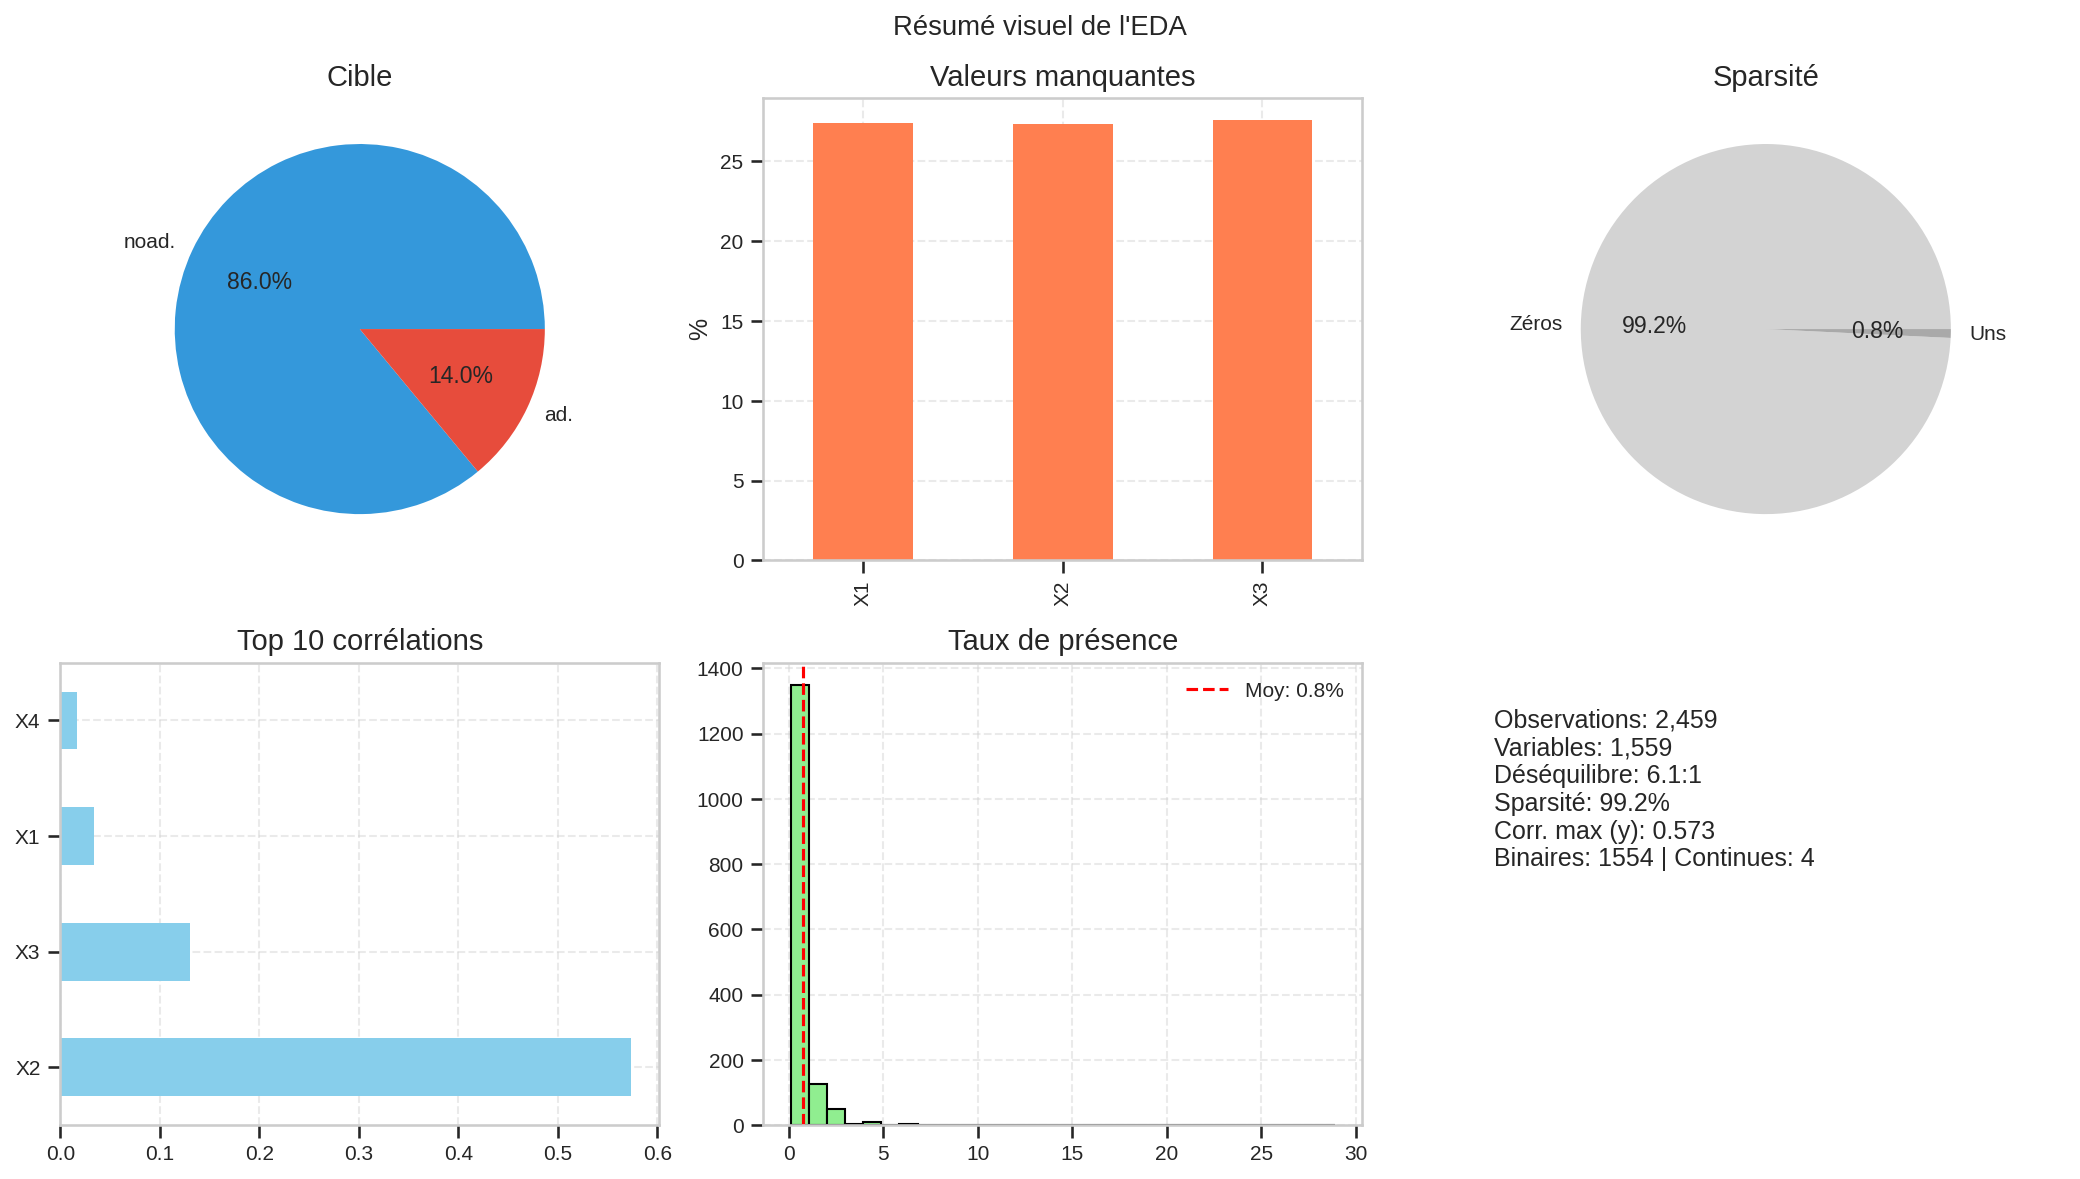 Résumé visuel de l'EDA
Cible
noad.
86.0%
14.0%
ad.
Valeurs manquantes
%
25
20
15
10
5
0
X1
X2
X3
Sparsité
Zéros
99.2%
0.8%
Uns
Top 10 corrélations
X4
X1
X3
X2
0.0
0.1
0.2
0.3
0.4
0.5
0.6
Taux de présence
1400
1200
1000
800
600
400
200
0
0
5
10
15
20
25
30
Moy: 0.8%
Observations: 2,459
Variables: 1,559
Déséquilibre: 6.1:1
Sparsité: 99.2%
Corr. max (y): 0.573
Binaires: 1554 | Continues: 4